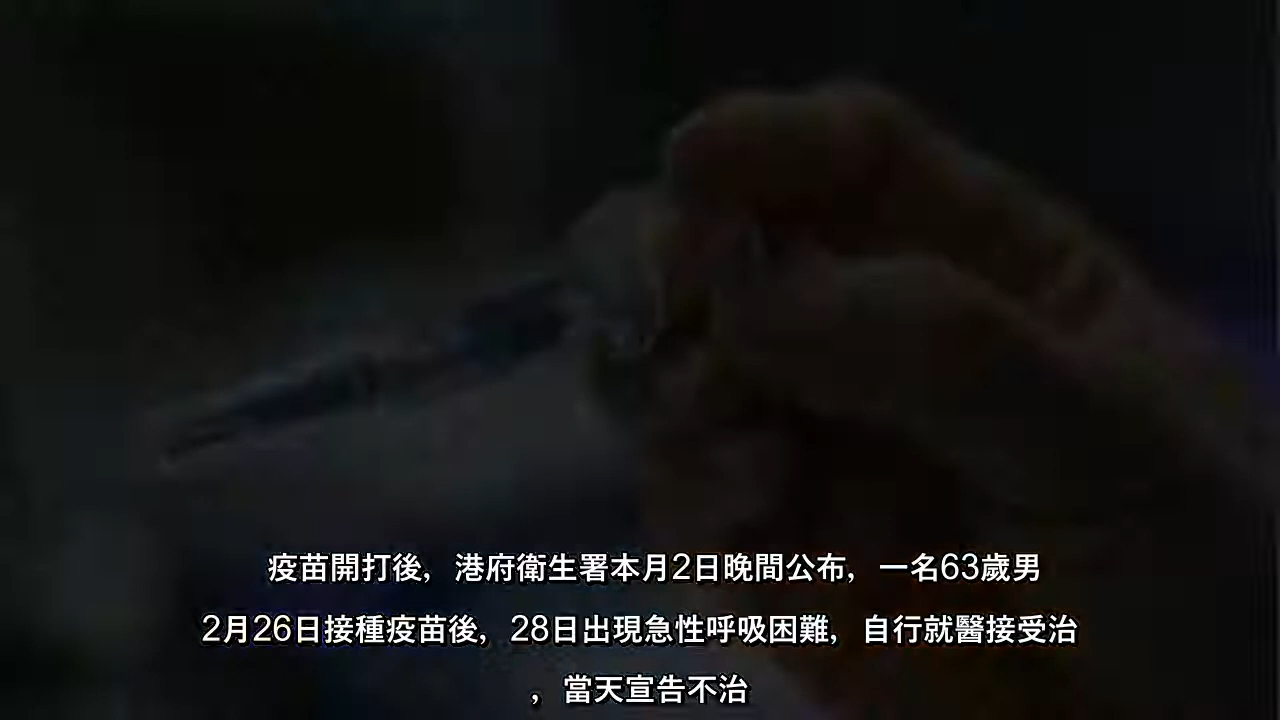 疫苗開打後，港府衛生署本月2日晚間公布，一名63歲男
2月26日接種疫苗後，28日出現急性呼吸困難，自行就醫接受治
，當天宣告不治